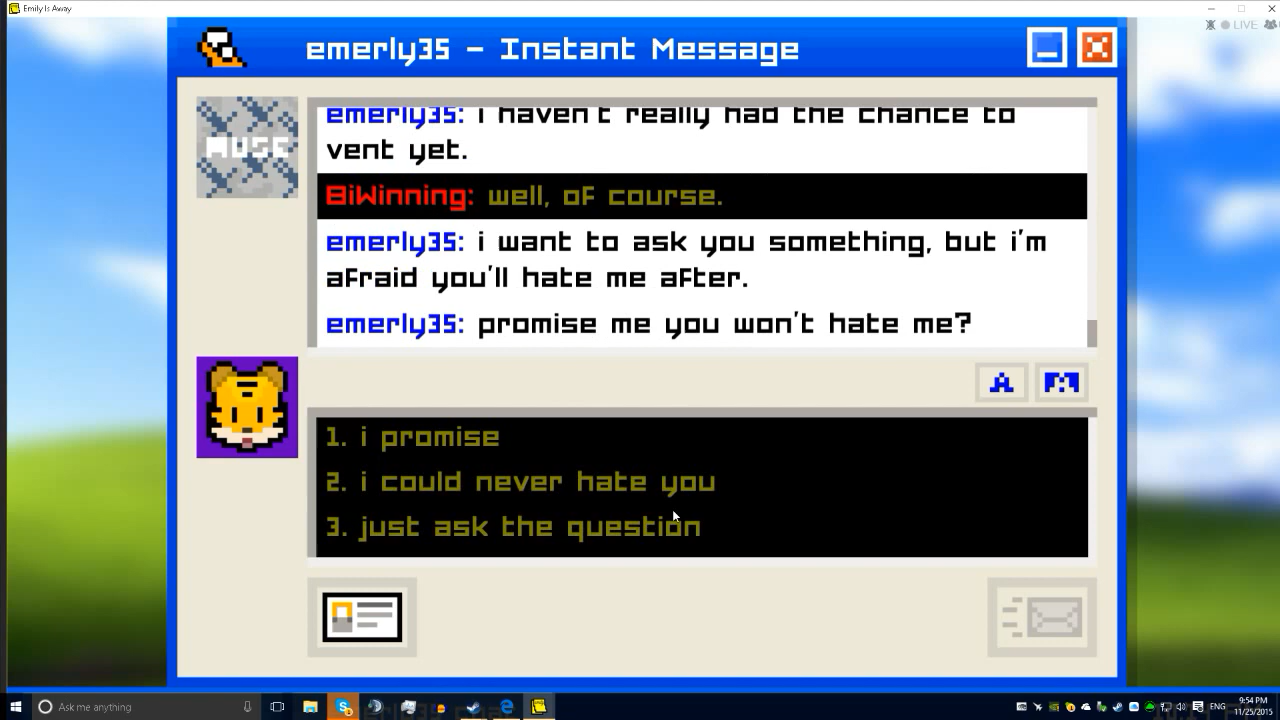 Emily Is Away
LIVE
emerly35 - Instant Message
emerly35: i haven't really had the chance to
vent yet.
MUSE
BiWinning: well, of course.
emerly35: i want to ask you something, but i'm
afraid you'll hate me after.
emerly35: promise me you won't hate me?
A
1. i promise
2. i could never hate you
3. just ask the question
Ask me anything
ENG
9:54 PM
11/25/2015